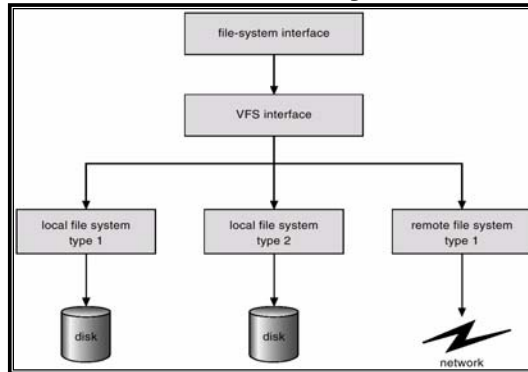 file-system interface
VFS interface
local file system
type 1
local file system
type 2
remote file system
type 1
disk
disk
network